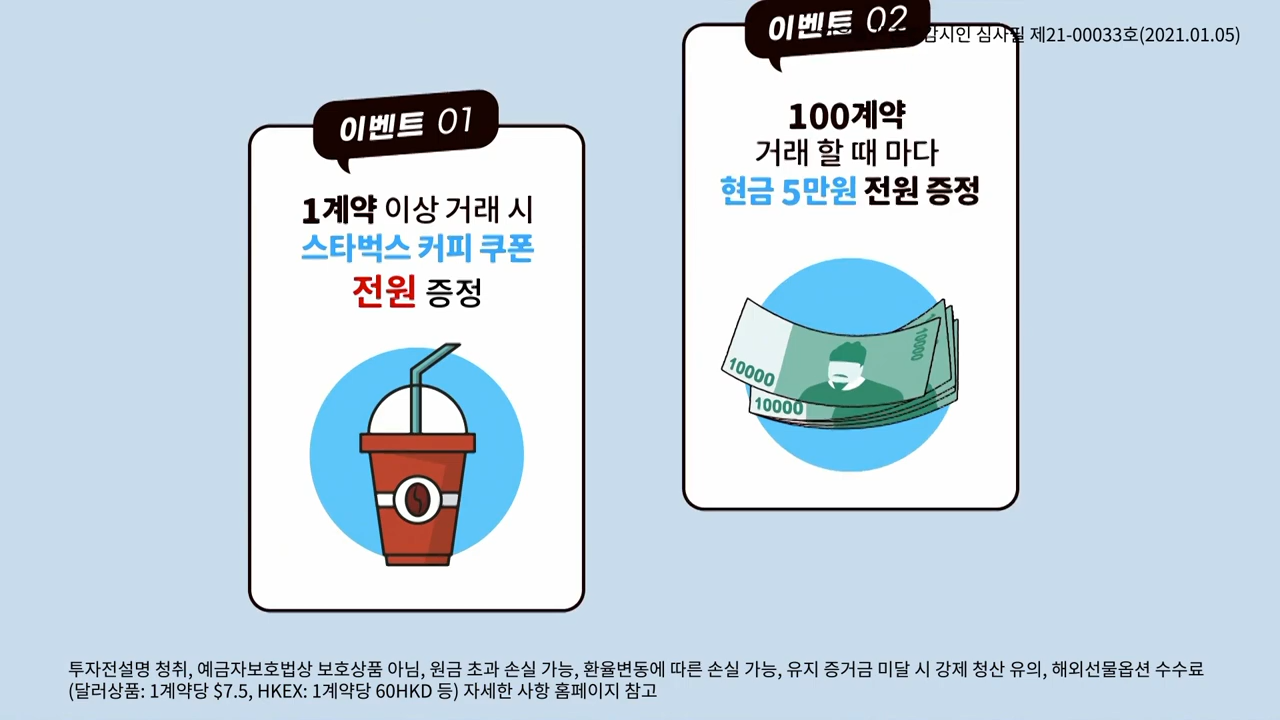 이벤트 01
1계약 이상 거래 시
스타벅스 커피 쿠폰
전원 증정
이벤트 02
감시인 심사필 제21-00033호(2021.01.05)
100계약
거래 할 때 마다
현금 5만원 전원 증정
10000
10000
10000
투자전설명 청취, 예금자보호법상 보호상품 아님, 원금 초과 손실 가능, 환율변동에 따른 손실 가능, 유지 증거금 미달 시 강제 청산 유의, 해외선물옵션 수수료
(달러상품: 1계약당 $7.5, HKEX: 1계약당 60HKD 등) 자세한 사항 홈페이지 참고